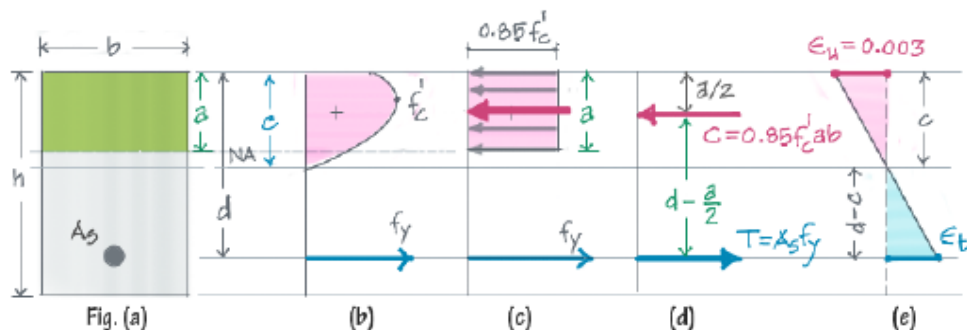 b
h
a
As
Fig. (a)
c
d
NA
f'c
fy
(b)
0.85f'c
a
fy
(c)
a/2
C=0.85f'cab
d-a/2
T=Asfy
(d)
εu=0.003
c
d-c
εt
(e)